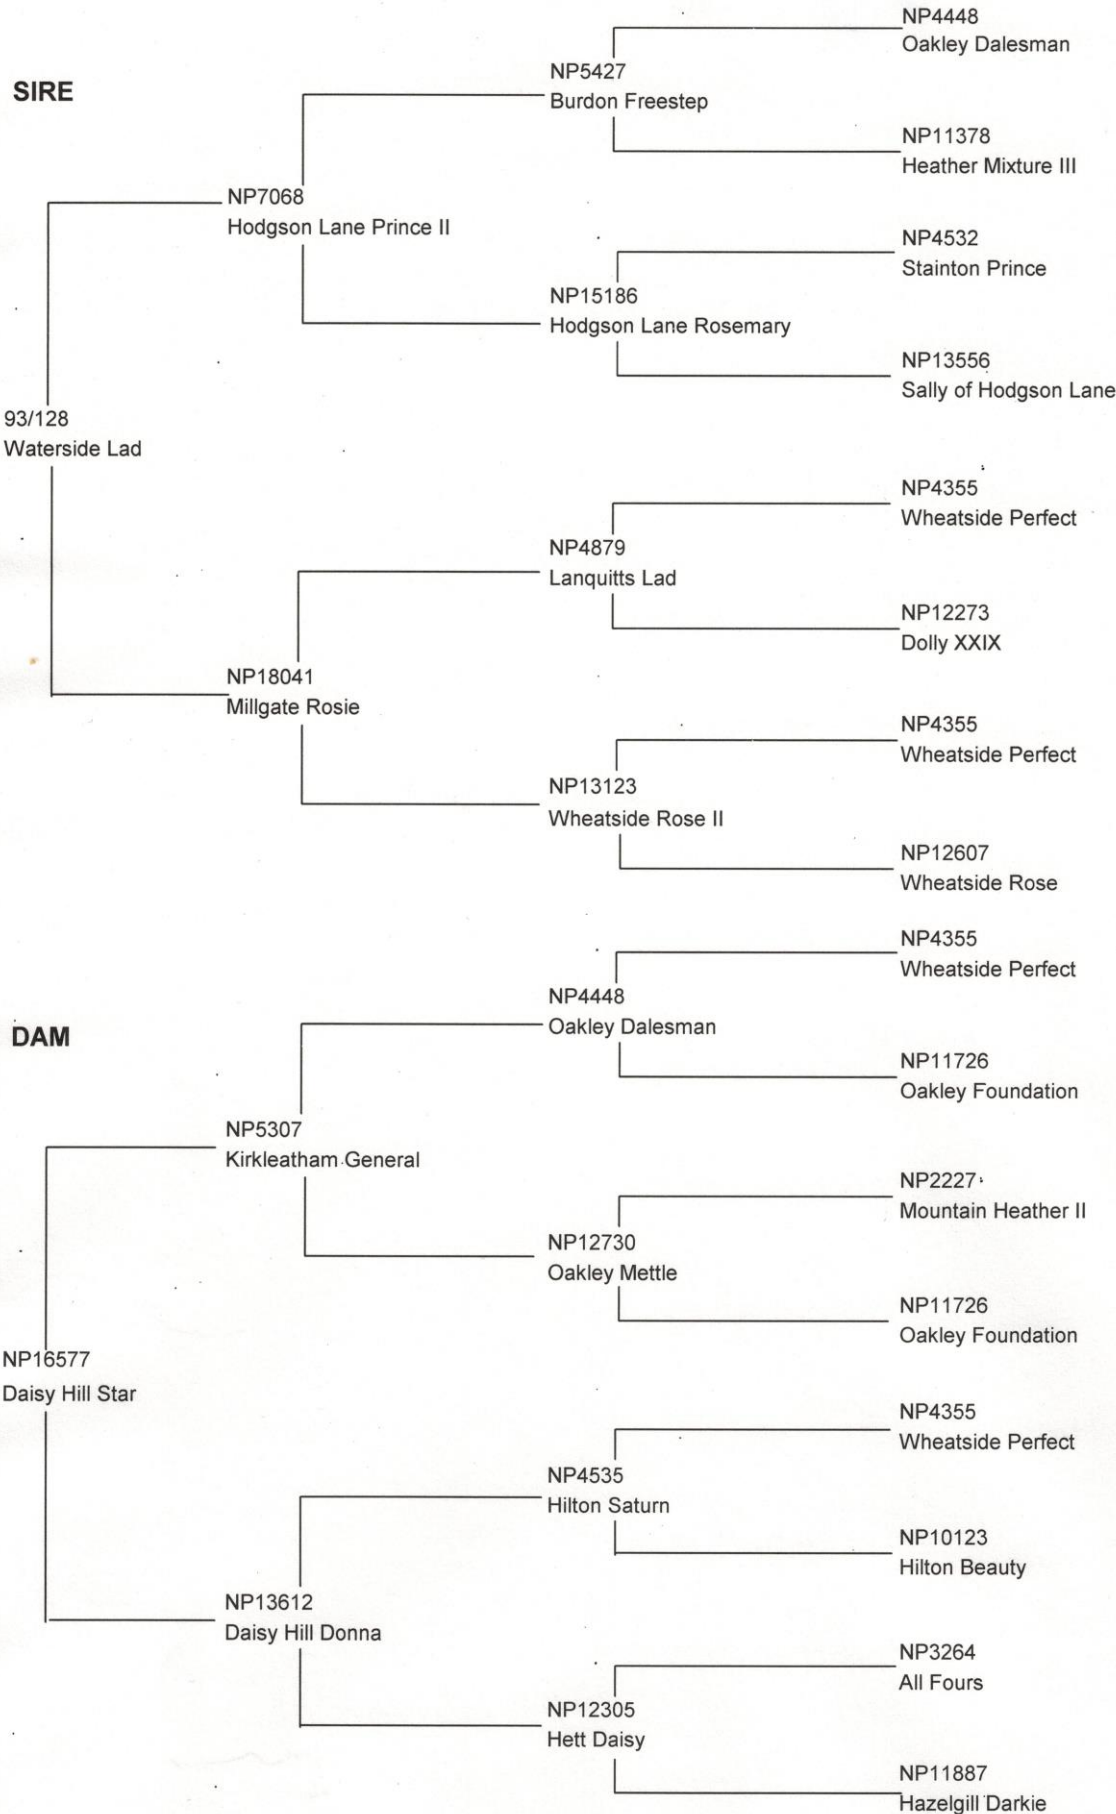 SIRE
93/128
Waterside Lad
NP7068
Hodgson Lane Prince II
NP5427
Burdon Freestep
NP4448
Oakley Dalesman
NP11378
Heather Mixture III
NP15186
Hodgson Lane Rosemary
NP4532
Stainton Prince
NP13556
Sally of Hodgson Lane
NP18041
Millgate Rosie
NP4879
Lanquitts Lad
NP4355
Wheatside Perfect
NP12273
Dolly XXIX
NP13123
Wheatside Rose II
NP4355
Wheatside Perfect
NP12607
Wheatside Rose
DAM
NP16577
Daisy Hill Star
NP5307
Kirkleatham General
NP4448
Oakley Dalesman
NP4355
Wheatside Perfect
NP11726
Oakley Foundation
NP12730
Oakley Mettle
NP2227
Mountain Heather II
NP11726
Oakley Foundation
NP13612
Daisy Hill Donna
NP4535
Hilton Saturn
NP4355
Wheatside Perfect
NP10123
Hilton Beauty
NP12305
Hett Daisy
NP3264
All Fours
NP11887
Hazelgill Darkie